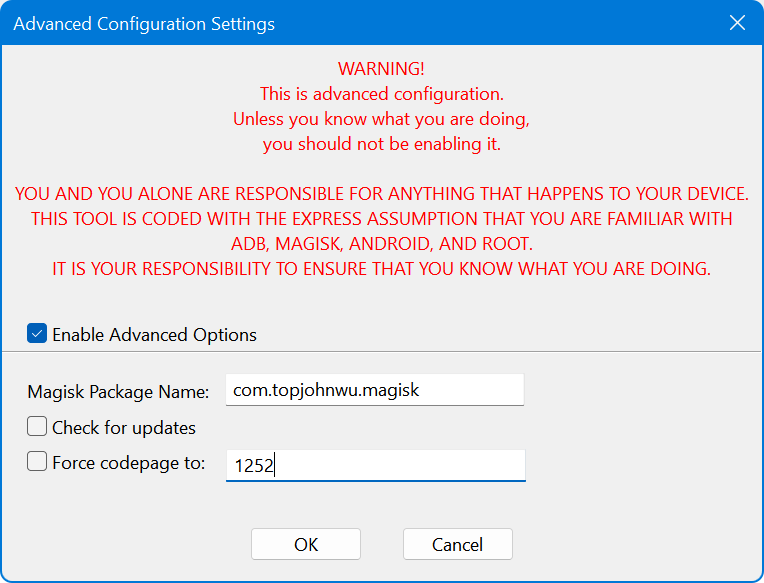 Advanced Configuration Settings
WARNING!
This is advanced configuration.
Unless you know what you are doing,
you should not be enabling it.
YOU AND YOU ALONE ARE RESPONSIBLE FOR ANYTHING THAT HAPPENS TO YOUR DEVICE.
THIS TOOL IS CODED WITH THE EXPRESS ASSUMPTION THAT YOU ARE FAMILIAR WITH
ADB, MAGISK, ANDROID, AND ROOT.
IT IS YOUR RESPONSIBILITY TO ENSURE THAT YOU KNOW WHAT YOU ARE DOING.
Enable Advanced Options
Magisk Package Name: com.topjohnwu.magisk
Check for updates
Force codepage to: 1252
OK Cancel